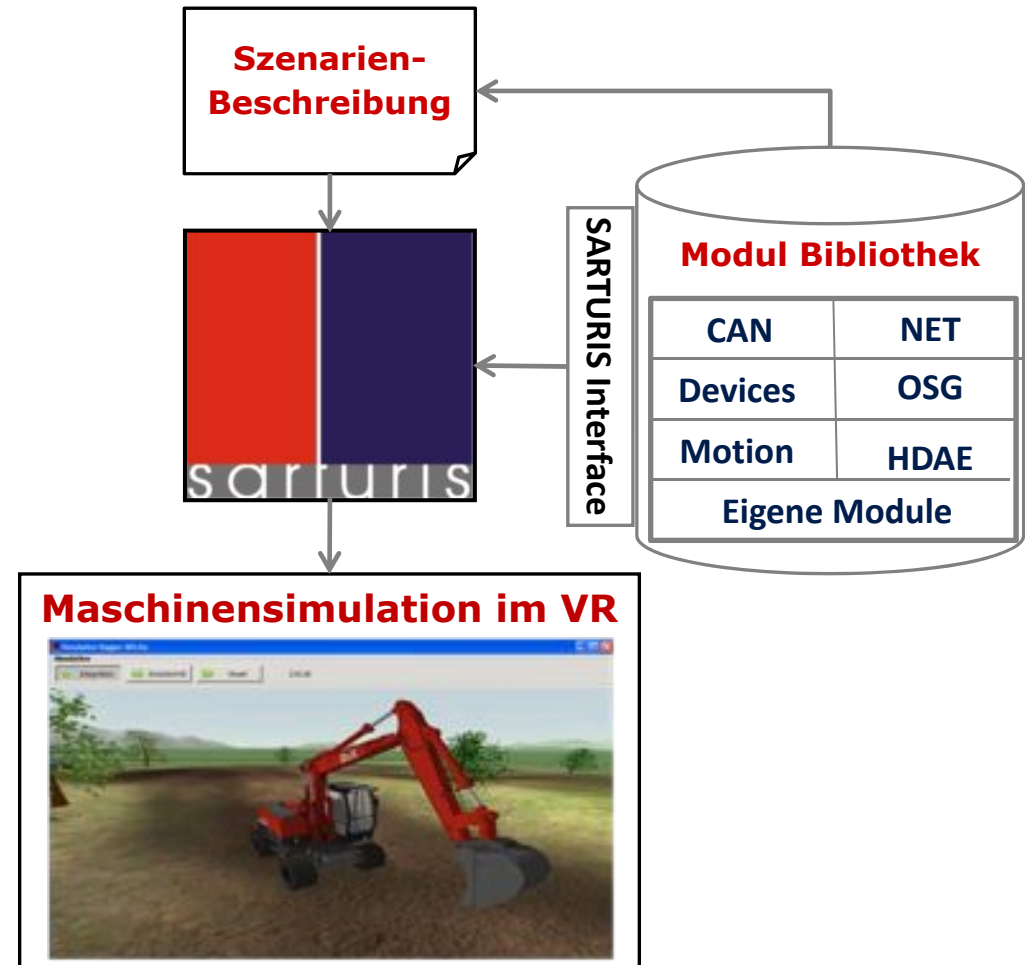 Szenarien-
Beschreibung
SARTURIS Interface
Modul Bibliothek
CAN
NET
Devices
OSG
Motion
HDAE
Eigene Module
sarturis
Maschinensimulation im VR